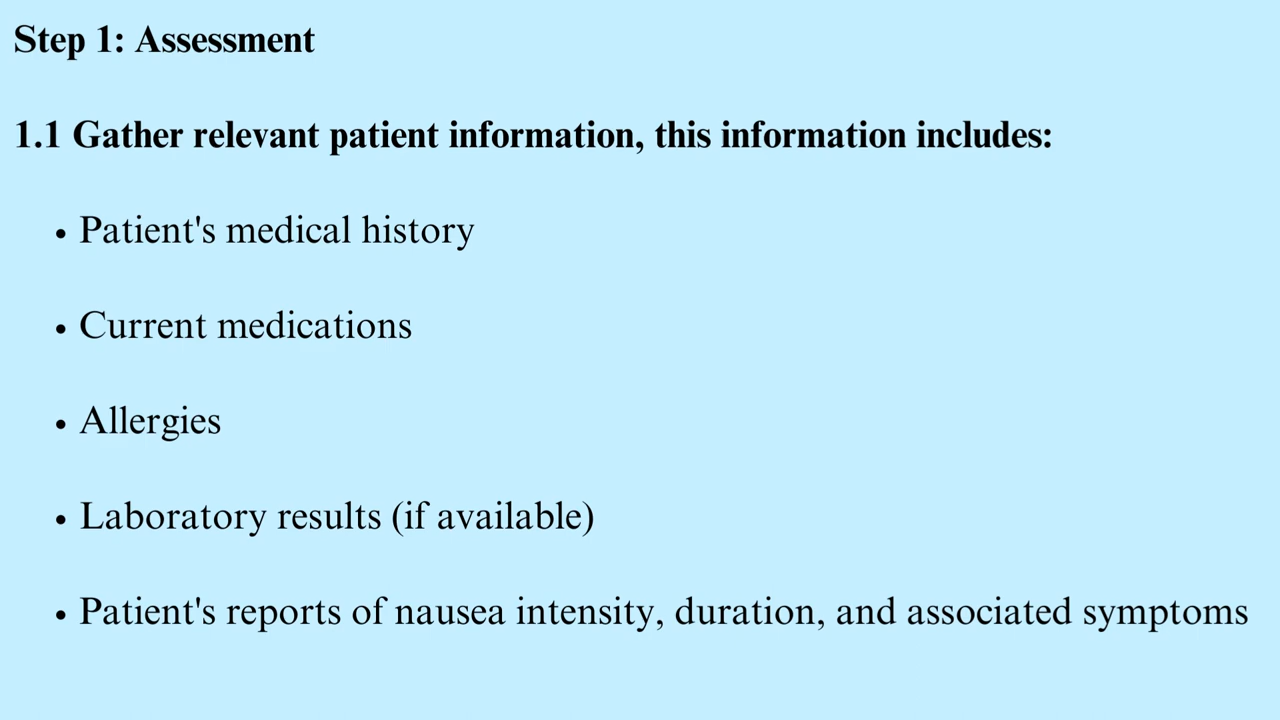 Step 1: Assessment
1.1 Gather relevant patient information, this information includes:
• Patient's medical history
• Current medications
• Allergies
• Laboratory results (if available)
• Patient's reports of nausea intensity, duration, and associated symptoms